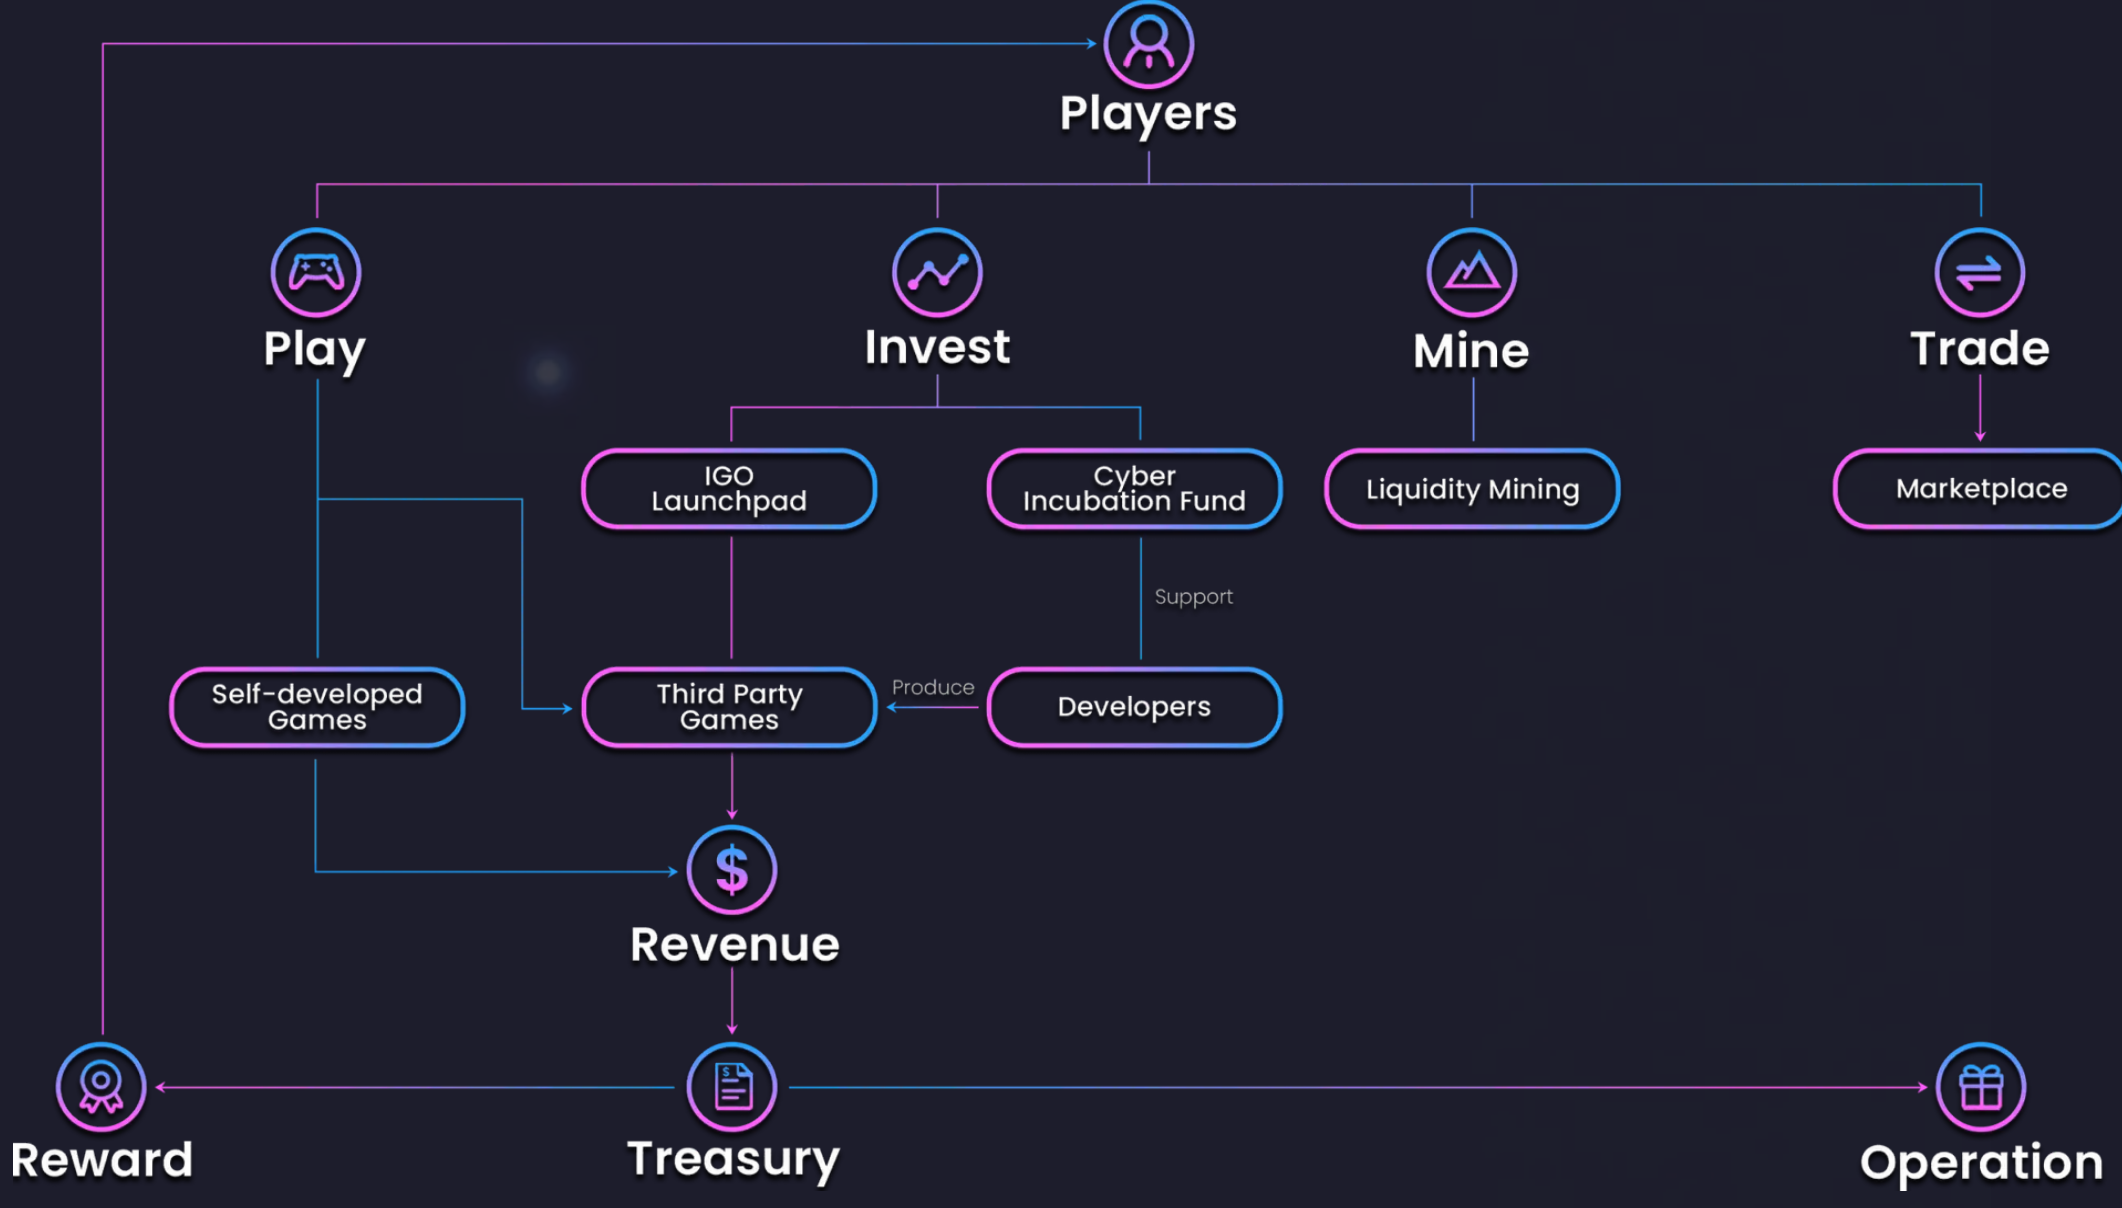 Players
Play
Invest
Mine
Trade
IGO
Launchpad
Cyber
Incubation Fund
Liquidity Mining
Marketplace
Support
Self-developed
Games
Third Party
Games
Produce
Developers
$
Revenue
$
Reward
Treasury
Operation